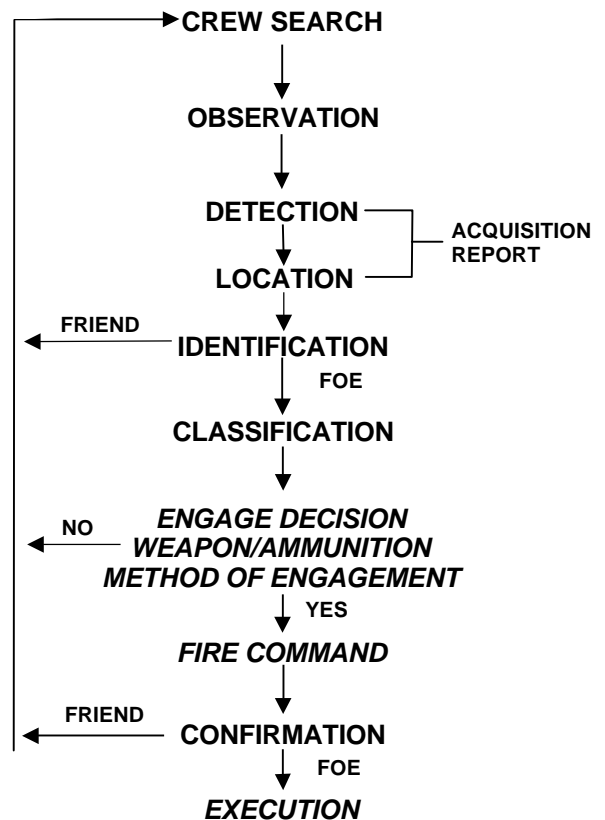 CREW SEARCH
OBSERVATION
DETECTION
ACQUISITION
REPORT
LOCATION
FRIEND
IDENTIFICATION
FOE
CLASSIFICATION
ENGAGE DECISION
NO
WEAPON/AMMUNITION
METHOD OF ENGAGEMENT
YES
FIRE COMMAND
FRIEND
CONFIRMATION
FOE
EXECUTION